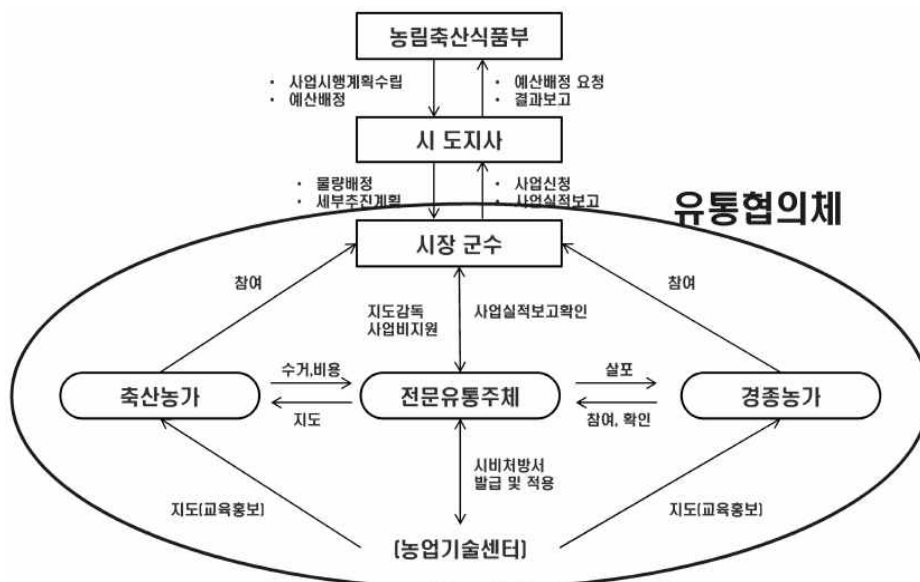 농림축산식품부
• 사업시행계획수립
• 예산배정
• 예산배정 요청
• 결과보고
시 도지사
• 물량배정
• 세부추진계획
• 사업신청
• 사업실적보고
유통협의체
시장 군수
참여
참여
지도감독
사업비지원
사업실적보고확인
축산농가
수거,비용
지도
전문유통주체
살포
참여, 확인
경종농가
시비처방서
발급 및 적용
지도(교육홍보)
지도(교육홍보)
(농업기술센터)